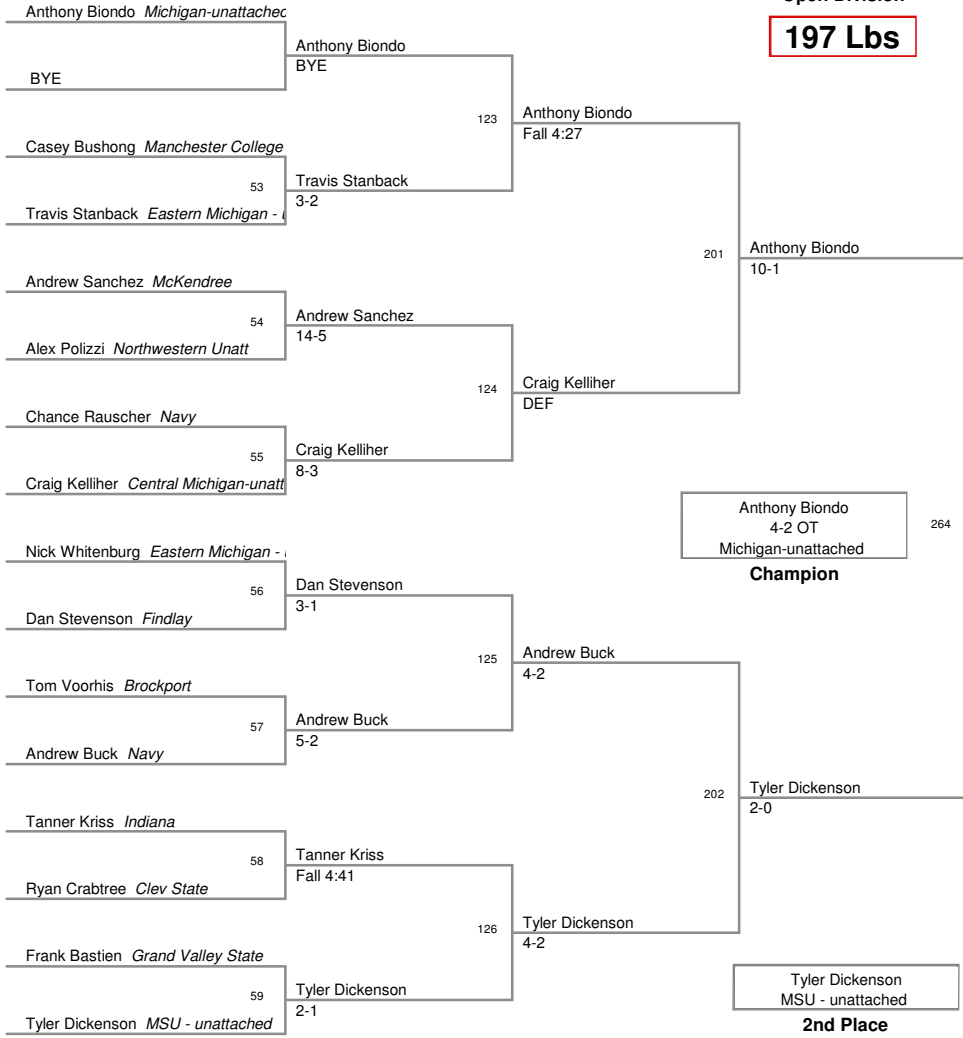 Open Division
197 Lbs
Anthony Biondo Michigan-unattached
BYE
Anthony Biondo
BYE
123
Anthony Biondo
Fall 4:27
Casey Bushong Manchester College
53
Travis Stanback
3-2
Travis Stanback Eastern Michigan -
201
Anthony Biondo
10-1
Andrew Sanchez McKendree
54
Andrew Sanchez
14-5
Alex Polizzi Northwestern Unatt
124
Craig Kelliher
DEF
Chance Rauscher Navy
55
Craig Kelliher
8-3
Craig Kelliher Central Michigan-unatt
Anthony Biondo
4-2 OT
Michigan-unattached
264
Champion
Nick Whitenburg Eastern Michigan -
56
Dan Stevenson
3-1
Dan Stevenson Findlay
125
Andrew Buck
4-2
Tom Voorhis Brockport
57
Andrew Buck
5-2
Andrew Buck Navy
202
Tyler Dickenson
2-0
Tanner Kriss Indiana
58
Tanner Kriss
Fall 4:41
Ryan Crabtree Clev State
126
Tyler Dickenson
4-2
Frank Bastien Grand Valley State
59
Tyler Dickenson
2-1
Tyler Dickenson MSU - unattached
Tyler Dickenson
MSU - unattached
2nd Place